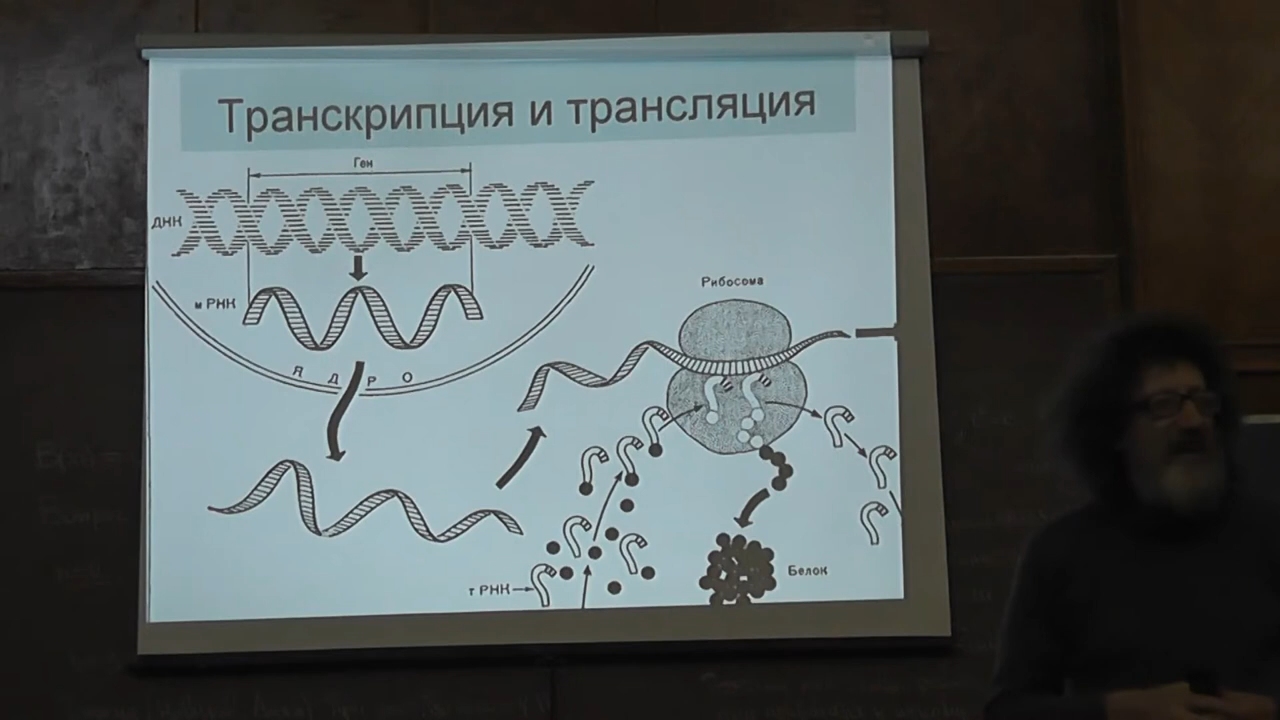 Транскрипция и трансляция
Ген
ДНК
м РНК
Я Д Р О
Рибосома
т РНК
Белок